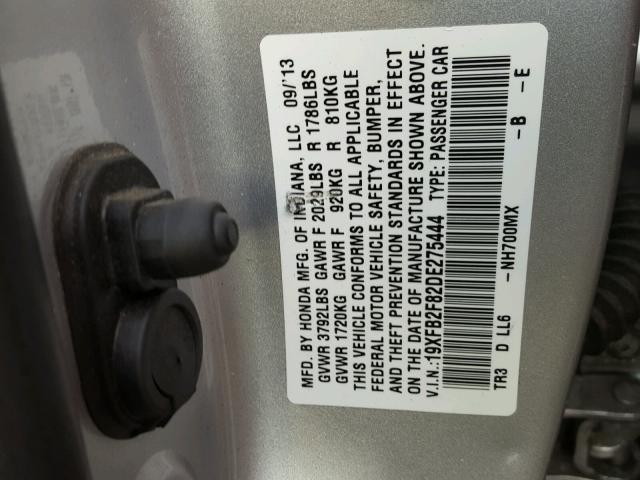 MFD. BY HONDA MFG. OF INDIANA, LLC 09/'13
GVWR 3792LBS GAWR F 2029LBS R 1786LBS
GVWR 1720KG GAWR F 920KG R 810KG
THIS VEHICLE CONFORMS TO ALL APPLICABLE
FEDERAL MOTOR VEHICLE SAFETY, BUMPER,
AND THEFT PREVENTION STANDARDS IN EFFECT
ON THE DATE OF MANUFACTURE SHOWN ABOVE.
V.I.N.:19XFB2F82DE275444 TYPE: PASSENGER CAR
TR3 D LL6 -NH700MX -B -E